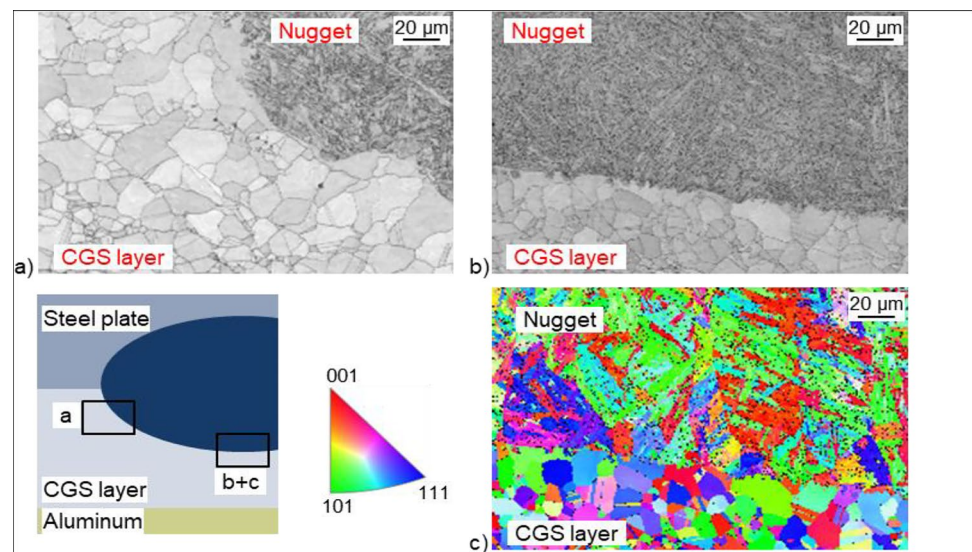 Nugget
20 µm
CGS layer
a)
Nugget
20 µm
CGS layer
b)
Steel plate
a
b+c
CGS layer
Aluminum
001
101
111
Nugget
20 µm
CGS layer
c)